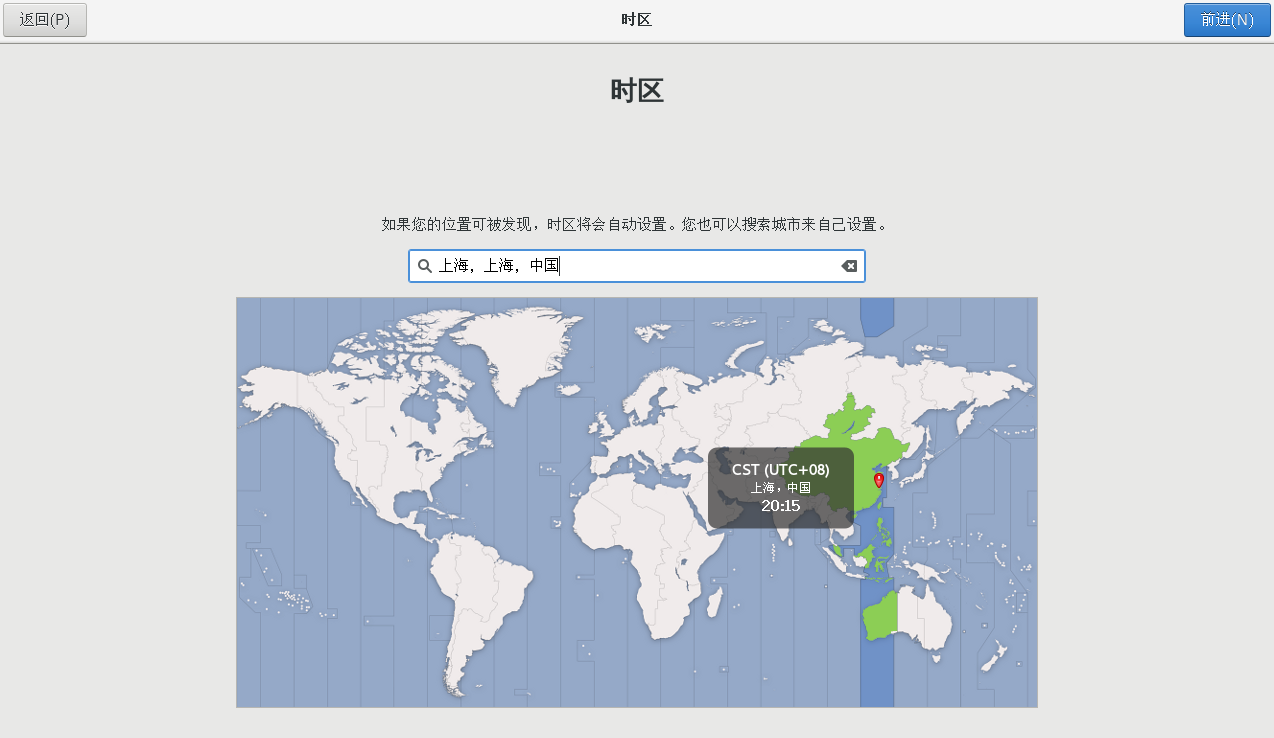 返回(P)
时区
前进(N)
时区
如果您的位置可被发现，时区将会自动设置。您也可以搜索城市来自己设置。
上海，上海，中国
CST (UTC+08)
上海，中国
20:15